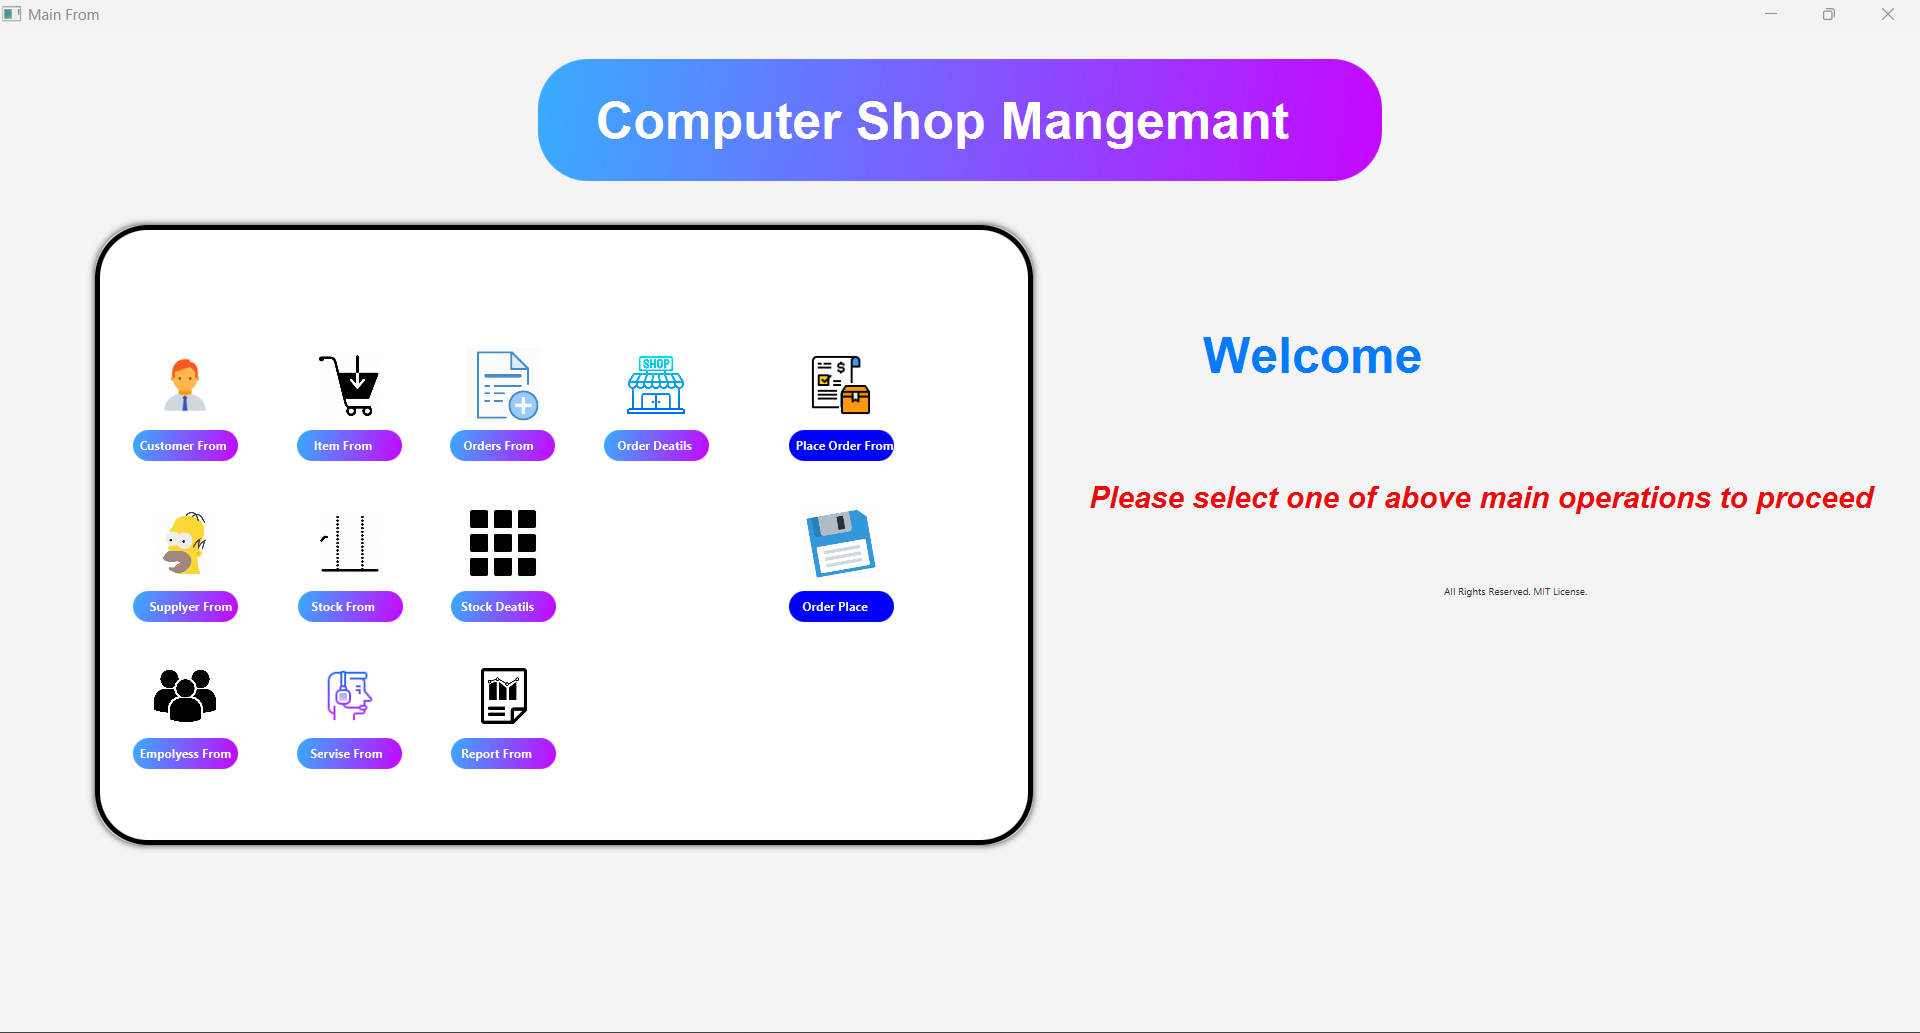 Main From
Computer Shop Mangemant
SHOP
$
Customer From
Item From
Orders From
Order Deatils
Place Order From
Supplyer From
Stock From
Stock Deatils
Order Place
Empolyess From
Servise From
Report From
Welcome
Please select one of above main operations to proceed
All Rights Reserved. MIT License.